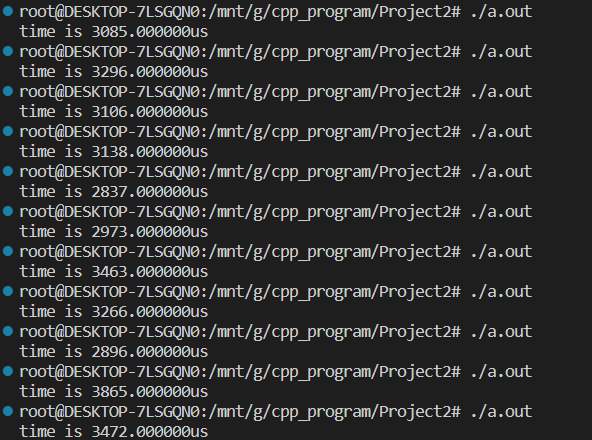 root@DESKTOP-7LSGQN0:/mnt/g/cpp_program/Project2# ./a.out
time is 3085.000000us
root@DESKTOP-7LSGQN0:/mnt/g/cpp_program/Project2# ./a.out
time is 3296.000000us
root@DESKTOP-7LSGQN0:/mnt/g/cpp_program/Project2# ./a.out
time is 3106.000000us
root@DESKTOP-7LSGQN0:/mnt/g/cpp_program/Project2# ./a.out
time is 3138.000000us
root@DESKTOP-7LSGQN0:/mnt/g/cpp_program/Project2# ./a.out
time is 2837.000000us
root@DESKTOP-7LSGQN0:/mnt/g/cpp_program/Project2# ./a.out
time is 2973.000000us
root@DESKTOP-7LSGQN0:/mnt/g/cpp_program/Project2# ./a.out
time is 3463.000000us
root@DESKTOP-7LSGQN0:/mnt/g/cpp_program/Project2# ./a.out
time is 3266.000000us
root@DESKTOP-7LSGQN0:/mnt/g/cpp_program/Project2# ./a.out
time is 2896.000000us
root@DESKTOP-7LSGQN0:/mnt/g/cpp_program/Project2# ./a.out
time is 3865.000000us
root@DESKTOP-7LSGQN0:/mnt/g/cpp_program/Project2# ./a.out
time is 3472.000000us